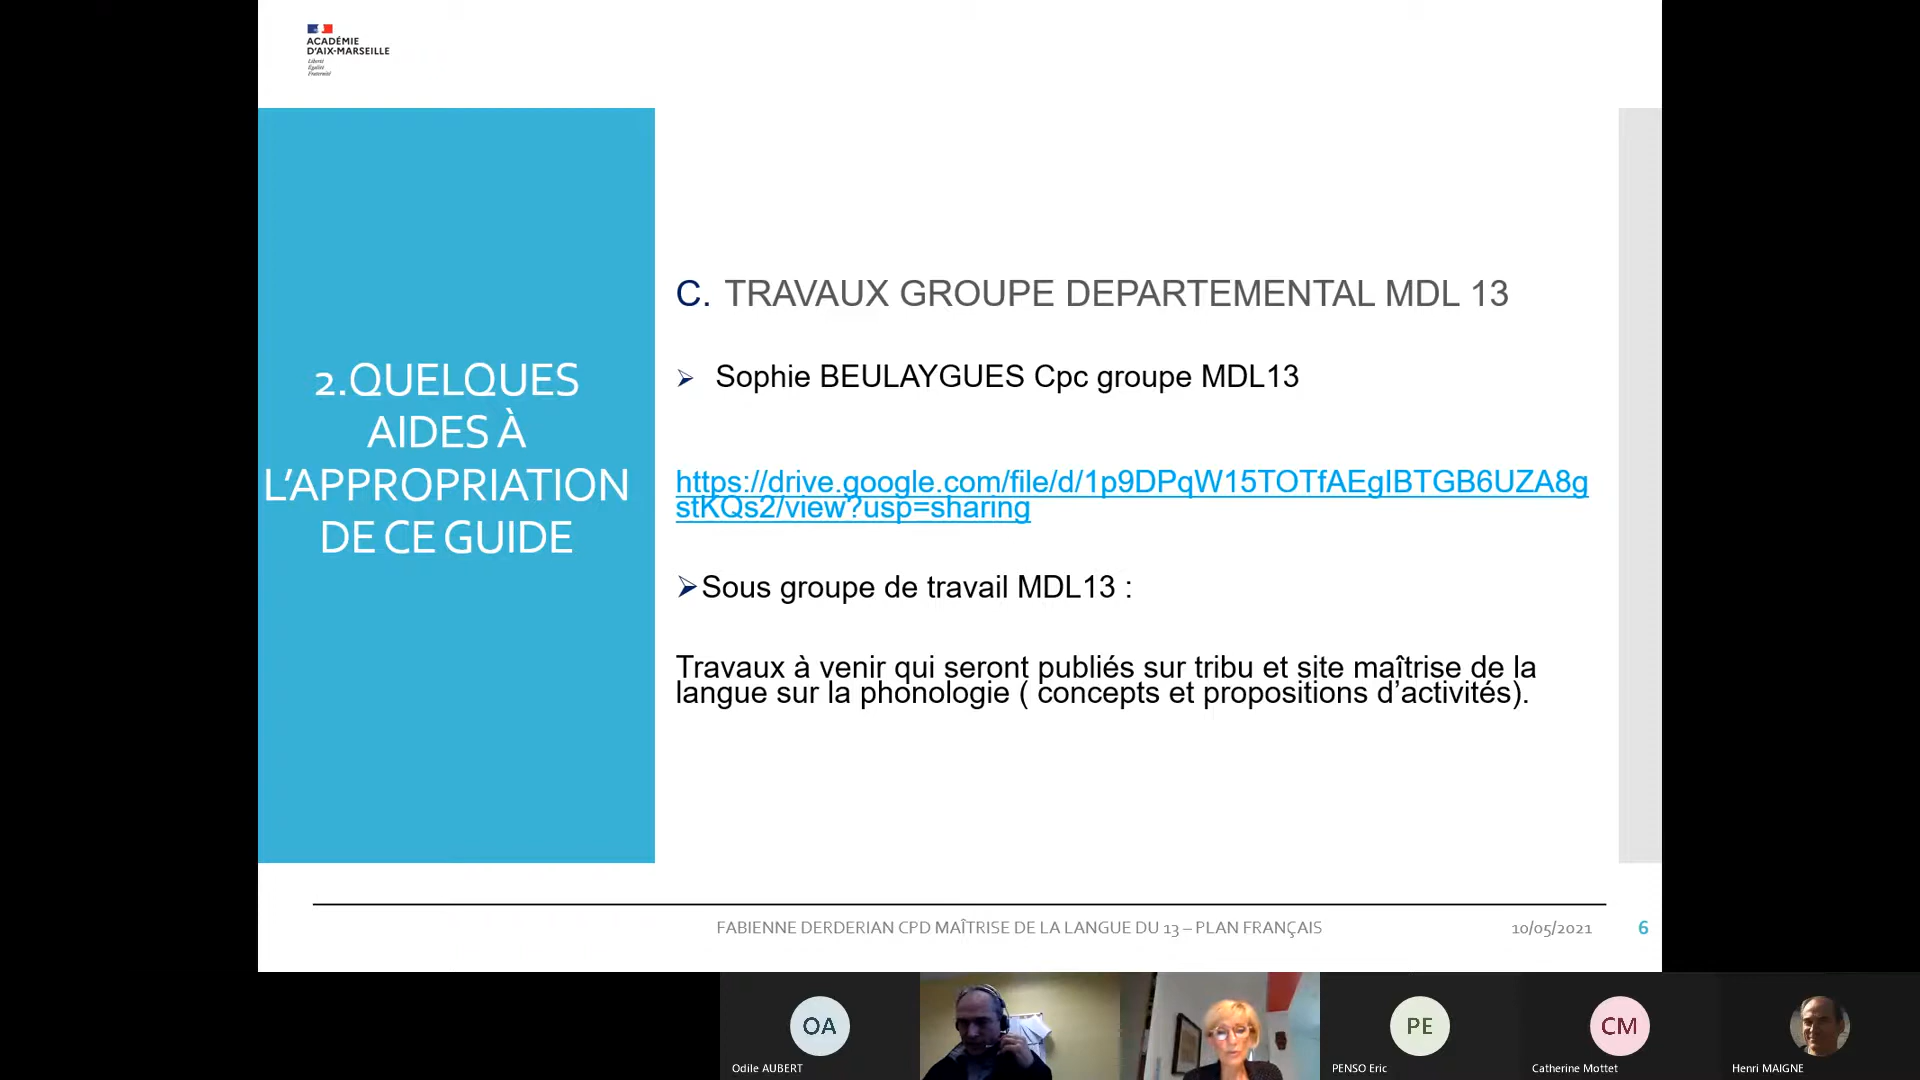 ACADÉMIE
D'AIX-MARSEILLE
Liberté
Égalité
Fraternité
2.QUELQUES
AIDES À
L’APPROPRIATION
DE CE GUIDE
C. TRAVAUX GROUPE DEPARTEMENTAL MDL 13
➢ Sophie BEULAYGUES Cpc groupe MDL13
https://drive.google.com/file/d/1p9DPqW15TOTfAEgIBTGB6UZA8g
stKQs2/view?usp=sharing
➢Sous groupe de travail MDL13 :
Travaux à venir qui seront publiés sur tribu et site maîtrise de la
langue sur la phonologie ( concepts et propositions d’activités).
FABIENNE DERDERIAN CPD MAÎTRISE DE LA LANGUE DU 13 – PLAN FRANÇAIS
10/05/2021
6
OA
PE
CM
Odile AUBERT
PENSO Eric
Catherine Mottet
Henri MAIGNE